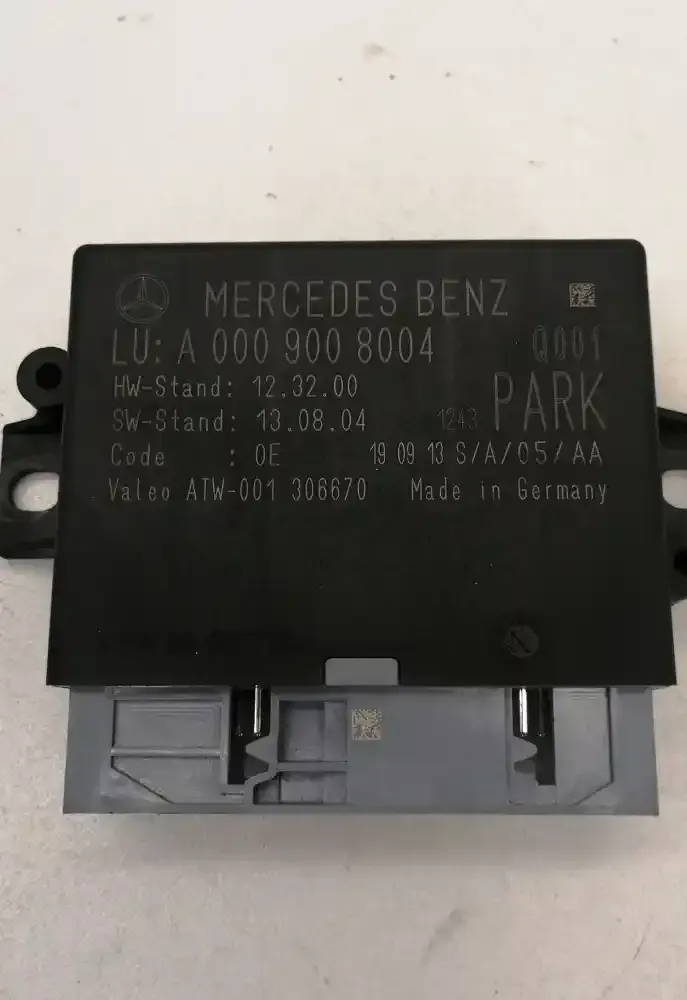 MERCEDES BENZ
LU: A 000 900 8004 Q001
HW-Stand: 12.32.00
SW-Stand: 13.08.04 1243 PARK
Code : 0E 19 09 13 S/A/05/AA
Valeo ATW-001 306670 Made in Germany